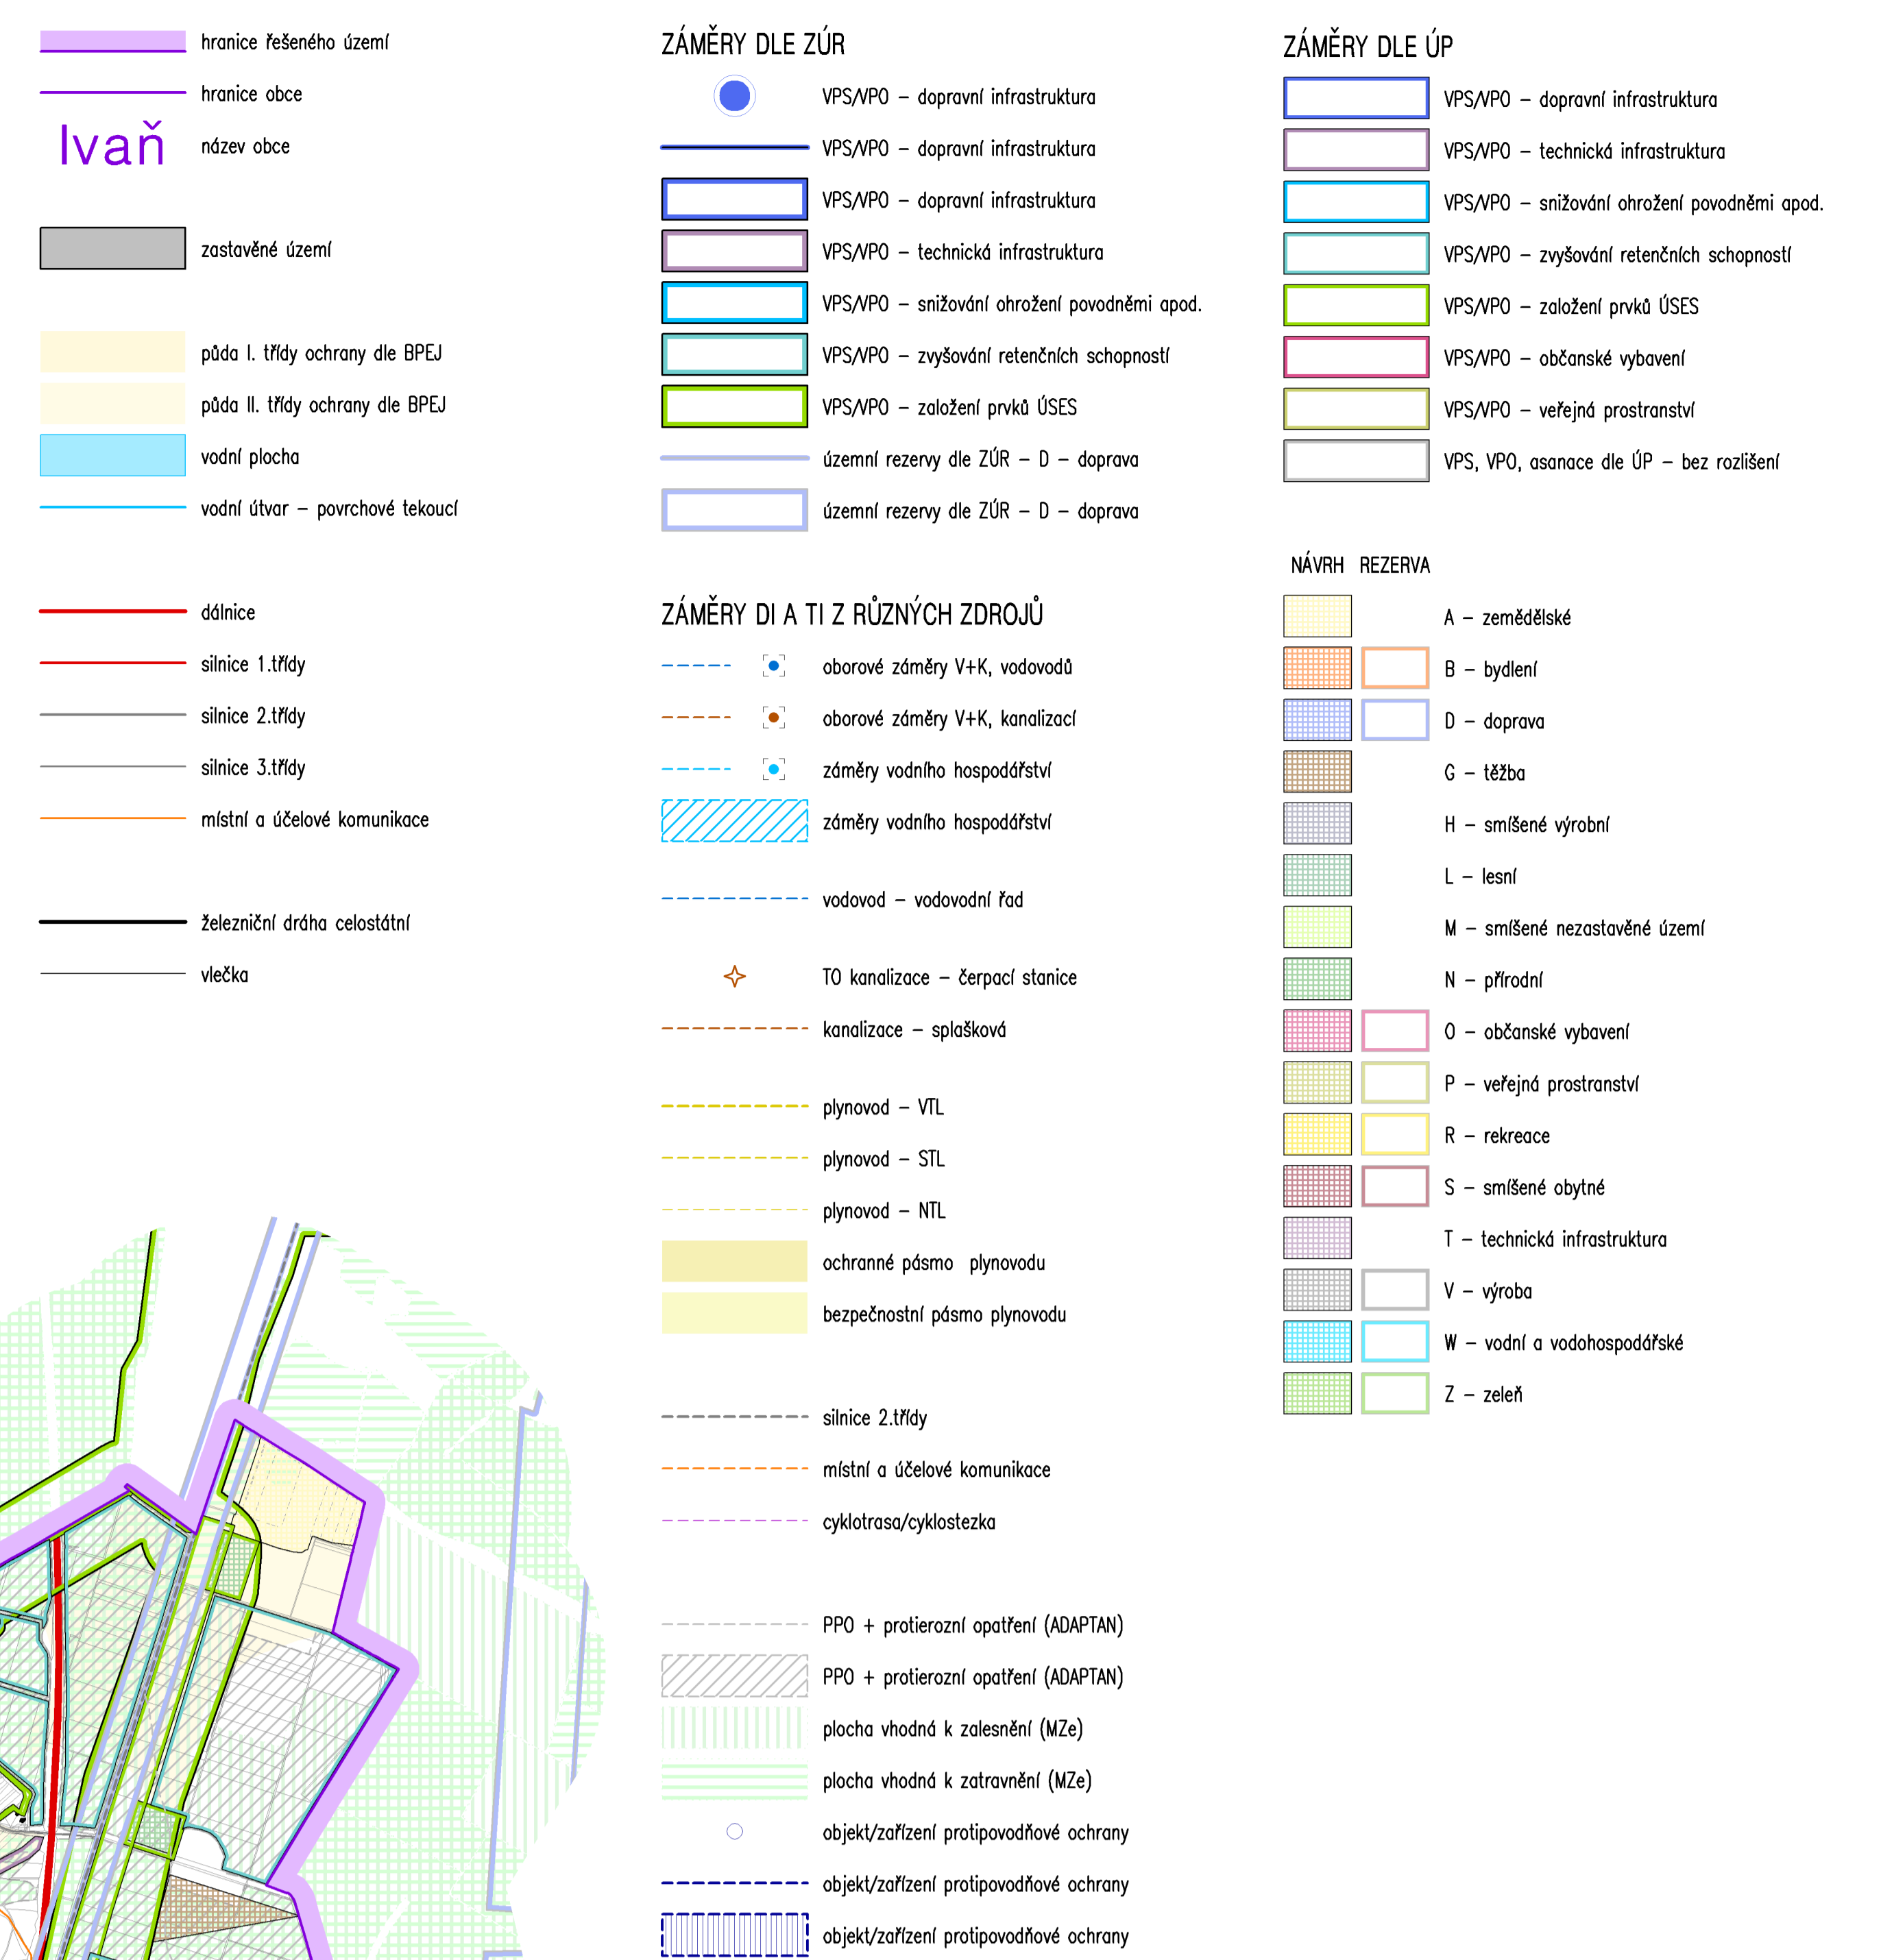 hranice řešeného území
hranice obce
Ivaň
název obce
zastavěné území
půda I. třídy ochrany dle BPEJ
půda II. třídy ochrany dle BPEJ
vodní plocha
vodní útvar – povrchové tekoucí
dálnice
silnice 1.třídy
silnice 2.třídy
silnice 3.třídy
místní a účelové komunikace
železniční dráha celostátní
vlečka
ZÁMĚRY DLE ZÚR
VPS/VPO – dopravní infrastruktura
VPS/VPO – dopravní infrastruktura
VPS/VPO – dopravní infrastruktura
VPS/VPO – technická infrastruktura
VPS/VPO – snižování ohrožení povodněmi apod.
VPS/VPO – zvyšování retenčních schopností
VPS/VPO – založení prvků ÚSES
územní rezervy dle ZÚR – D – doprava
územní rezervy dle ZÚR – D – doprava
ZÁMĚRY DI A TI Z RŮZNÝCH ZDROJŮ
oborové záměry V+K, vodovodů
oborové záměry V+K, kanalizací
záměry vodního hospodářství
záměry vodního hospodářství
vodovod – vodovodní řad
TO kanalizace – čerpací stanice
kanalizace – splašková
plynovod – VTL
plynovod – STL
plynovod – NTL
ochranné pásmo plynovodu
bezpečnostní pásmo plynovodu
silnice 2.třídy
místní a účelové komunikace
cyklotrasa/cyklostezka
PPO + protierozní opatření (ADAPTAN)
PPO + protierozní opatření (ADAPTAN)
plocha vhodná k zalesnění (MZe)
plocha vhodná k zatravnění (MZe)
objekt/zařízení protipovodňové ochrany
objekt/zařízení protipovodňové ochrany
objekt/zařízení protipovodňové ochrany
ZÁMĚRY DLE ÚP
VPS/VPO – dopravní infrastruktura
VPS/VPO – technická infrastruktura
VPS/VPO – snižování ohrožení povodněmi apod.
VPS/VPO – zvyšování retenčních schopností
VPS/VPO – založení prvků ÚSES
VPS/VPO – občanské vybavení
VPS/VPO – veřejná prostranství
VPS, VPO, asanace dle ÚP – bez rozlišení
NÁVRH REZERVA
A – zemědělské
B – bydlení
D – doprava
G – těžba
H – smíšené výrobní
L – lesní
M – smíšené nezastavěné území
N – přírodní
O – občanské vybavení
P – veřejná prostranství
R – rekreace
S – smíšené obytné
T – technická infrastruktura
V – výroba
W – vodní a vodohospodářské
Z – zeleň